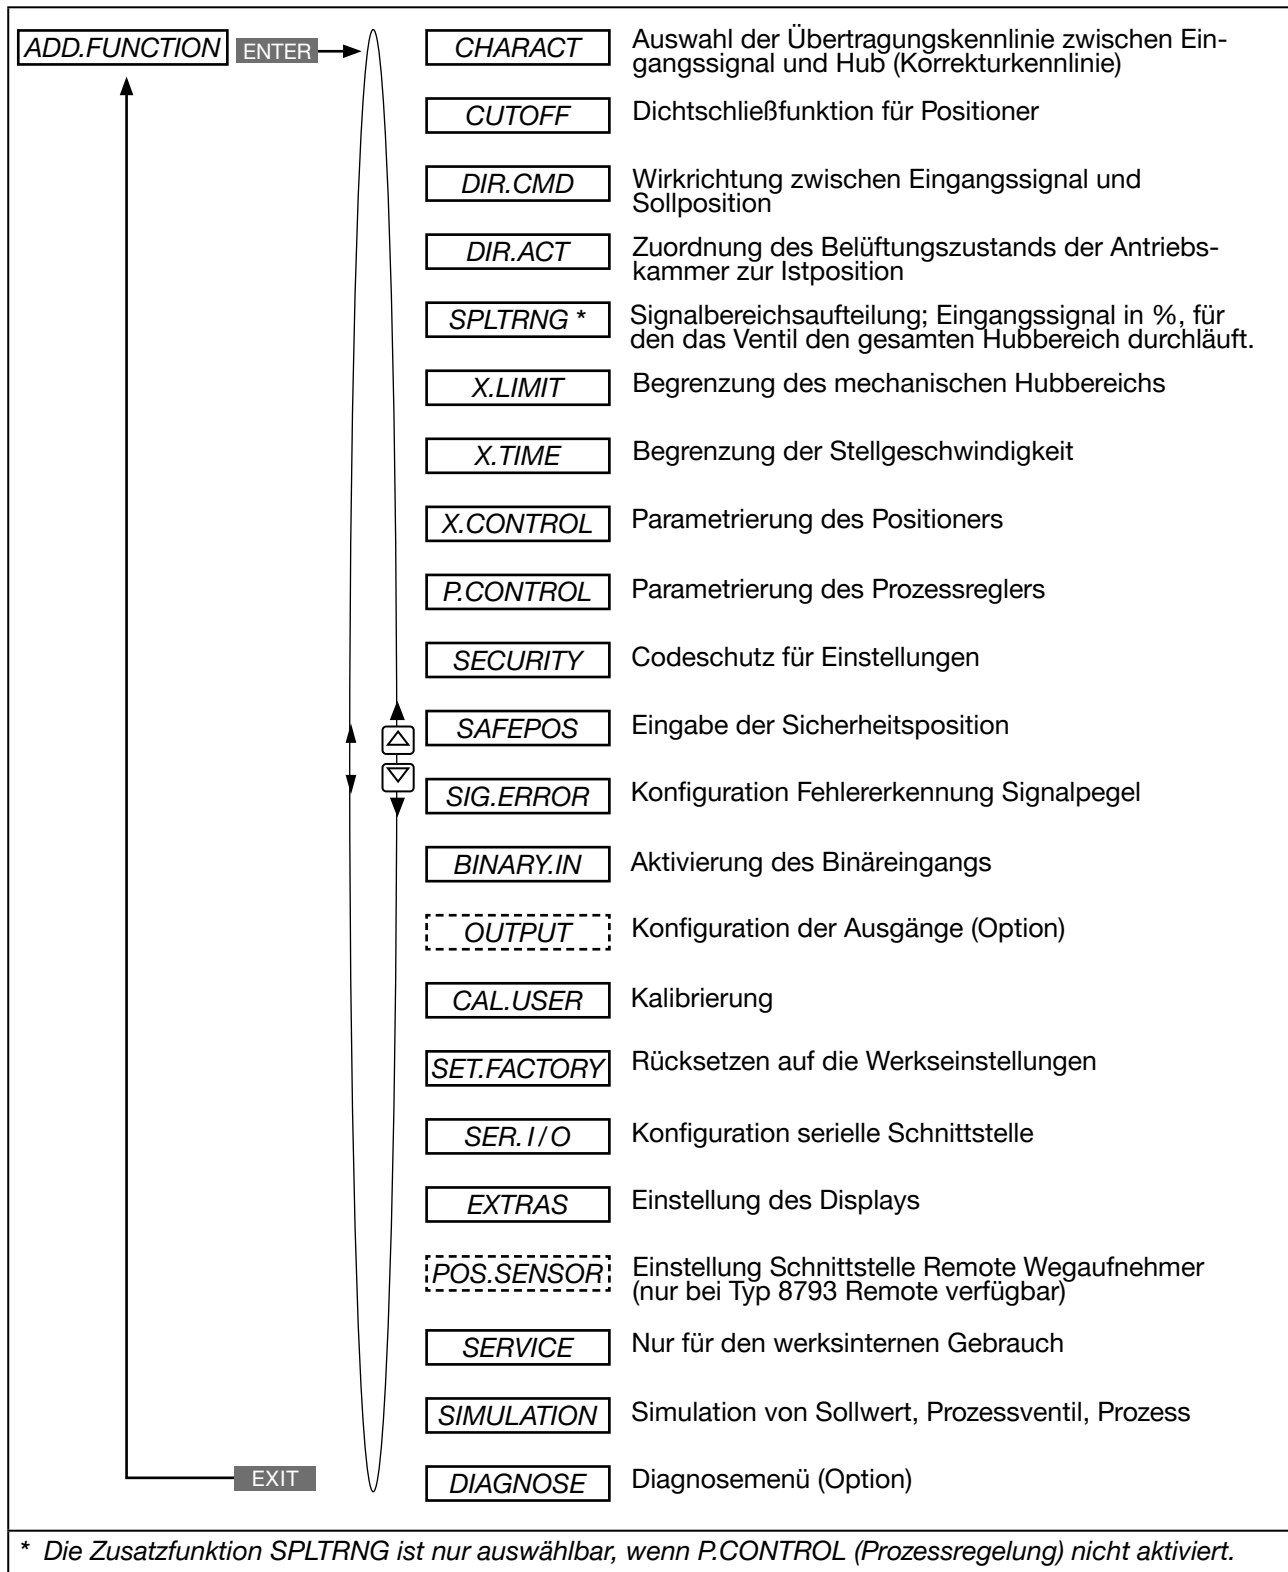 ADD.FUNCTION ENTER
CHARACT Auswahl der Übertragungskennlinie zwischen Ein-
gangssignal und Hub (Korrekturkennlinie)
CUTOFF Dichtschließfunktion für Positioner
DIR.CMD Wirkrichtung zwischen Eingangssignal und
Sollposition
DIR.ACT Zuordnung des Belüftungszustands der Antriebs-
kammer zur Istposition
SPLTRNG * Signalbereichsaufteilung; Eingangssignal in %, für
den das Ventil den gesamten Hubbereich durchläuft.
X.LIMIT Begrenzung des mechanischen Hubbereichs
X.TIME Begrenzung der Stellgeschwindigkeit
X.CONTROL Parametrierung des Positioners
P.CONTROL Parametrierung des Prozessreglers
SECURITY Codeschutz für Einstellungen
SAFEPOS Eingabe der Sicherheitsposition
SIG.ERROR Konfiguration Fehlererkennung Signalpegel
BINARY.IN Aktivierung des Binäreingangs
OUTPUT Konfiguration der Ausgänge (Option)
CAL.USER Kalibrierung
SET.FACTORY Rücksetzen auf die Werkseinstellungen
SER. I / O Konfiguration serielle Schnittstelle
EXTRAS Einstellung des Displays
POS.SENSOR Einstellung Schnittstelle Remote Wegaufnehmer
(nur bei Typ 8793 Remote verfügbar)
SERVICE Nur für den werksinternen Gebrauch
SIMULATION Simulation von Sollwert, Prozessventil, Prozess
EXIT
DIAGNOSE Diagnosemenü (Option)
* Die Zusatzfunktion SPLTRNG ist nur auswählbar, wenn P.CONTROL (Prozessregelung) nicht aktiviert.